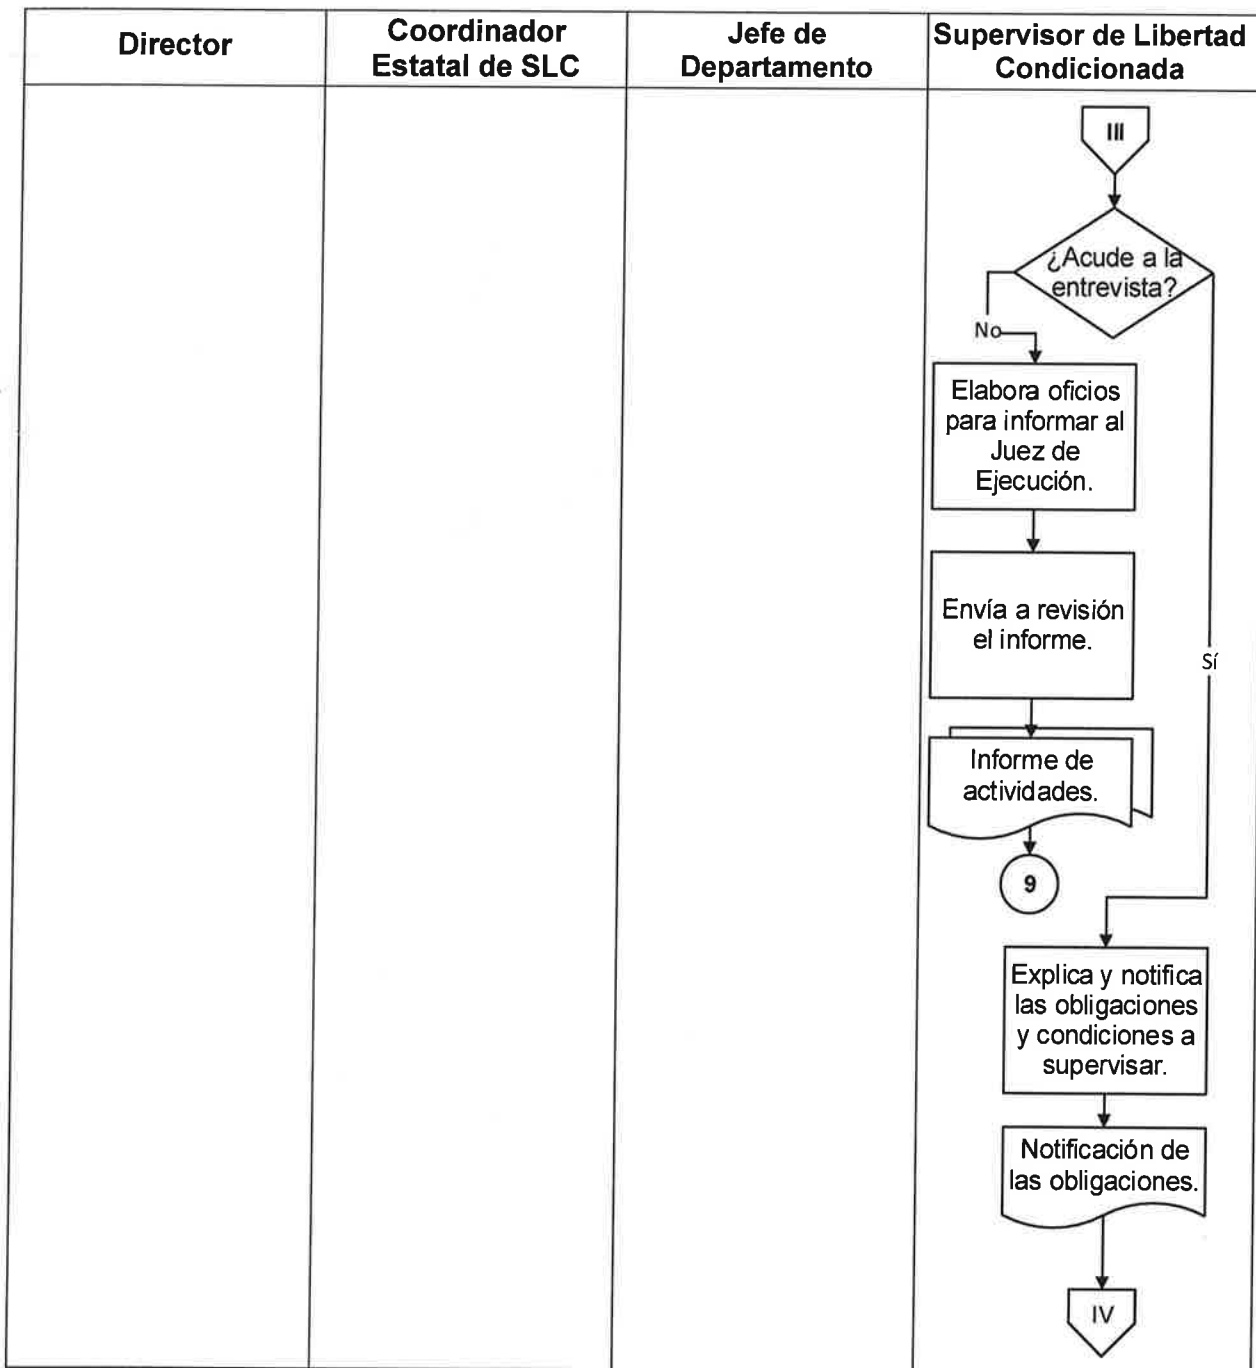 Director
Coordinador
Estatal de SLC
Jefe de
Departamento
Supervisor de Libertad
Condicionada
III
¿Acude a la
entrevista?
No
Elabora oficios
para informar al
Juez de
Ejecución.
Envía a revisión
el informe.
Sí
Informe de
actividades.
9
Explica y notifica
las obligaciones
y condiciones a
supervisar.
Notificación de
las obligaciones.
IV